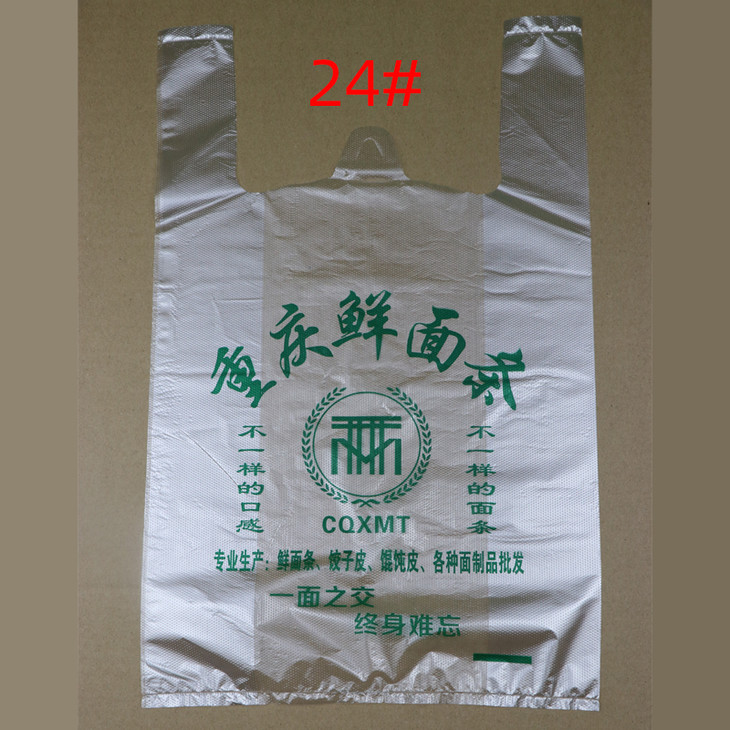 24#
重庆鲜面条
不一样的口感
不一样的面条
CQXMT
专业生产：鲜面条、饺子皮、馄饨皮、各种面制品批发
一面之交
终身难忘